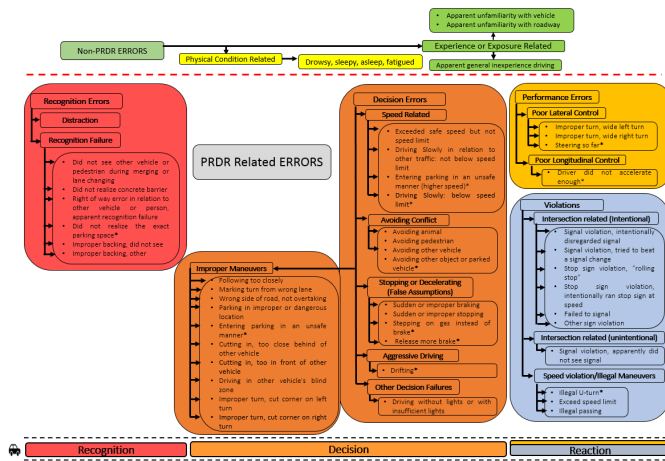 Apparent unfamiliarity with vehicle
Apparent unfamiliarity with roadway
Non-PRDR ERRORS
Experience or Exposure Related
Physical Condition Related
Drowsy, sleepy, asleep, fatigued
Apparent general inexperience driving
Recognition Errors
Distraction
Recognition Failure
• Did not see other vehicle or
pedestrian during merging or
lane changing
• Did not realize concrete barrier
• Right of way error in relation to
other vehicle or person,
apparent recognition failure
• Did not realize the exact
parking space*
• Improper backing, did not see
• Improper backing, other
PRDR Related ERRORS
Improper Maneuvers
• Following too closely
• Marking turn from wrong lane
• Wrong side of road, not overtaking
• Parking in improper or dangerous
location
• Entering parking in an unsafe
manner*
• Cutting in, too close behind of
other vehicle
• Cutting in, too in front of other
vehicle
• Driving in other vehicle's blind
zone
• Improper turn, cut corner on left
turn
• Improper turn, cut corner on right
turn
Decision Errors
Speed Related
• Exceeded safe speed but not
speed limit
• Driving Slowly in relation to
other traffic: not below speed
limit
• Entering parking in an unsafe
manner (higher speed)*
• Driving Slowly: below speed
limit*
Avoiding Conflict
• Avoiding animal
• Avoiding pedestrian
• Avoiding other vehicle
• Avoiding other object or parked
vehicle*
Stopping or Decelerating
(False Assumptions)
• Sudden or improper braking
• Sudden or improper stopping
• Stepping on gas instead of
brake*
• Release more brake*
Aggressive Driving
• Drifting*
Other Decision Failures
• Driving without lights or with
insufficient lights
Performance Errors
Poor Lateral Control
• Improper turn, wide left turn
• Improper turn, wide right turn
• Steering so far*
Poor Longitudinal Control
• Driver did not accelerate
enough*
Violations
Intersection related (Intentional)
• Signal violation, intentionally
disregarded signal
• Signal violation, tried to beat
a signal change
• Stop sign violation, "rolling
stop"
• Stop sign violation,
intentionally ran stop sign at
speed
• Failed to signal
• Other sign violation
Intersection related (unintentional)
• Signal violation, apparently did
not see signal
Speed violation/Illegal Maneuvers
• Illegal U-turn*
• Exceed speed limit
• Illegal passing
Recognition
Decision
Reaction